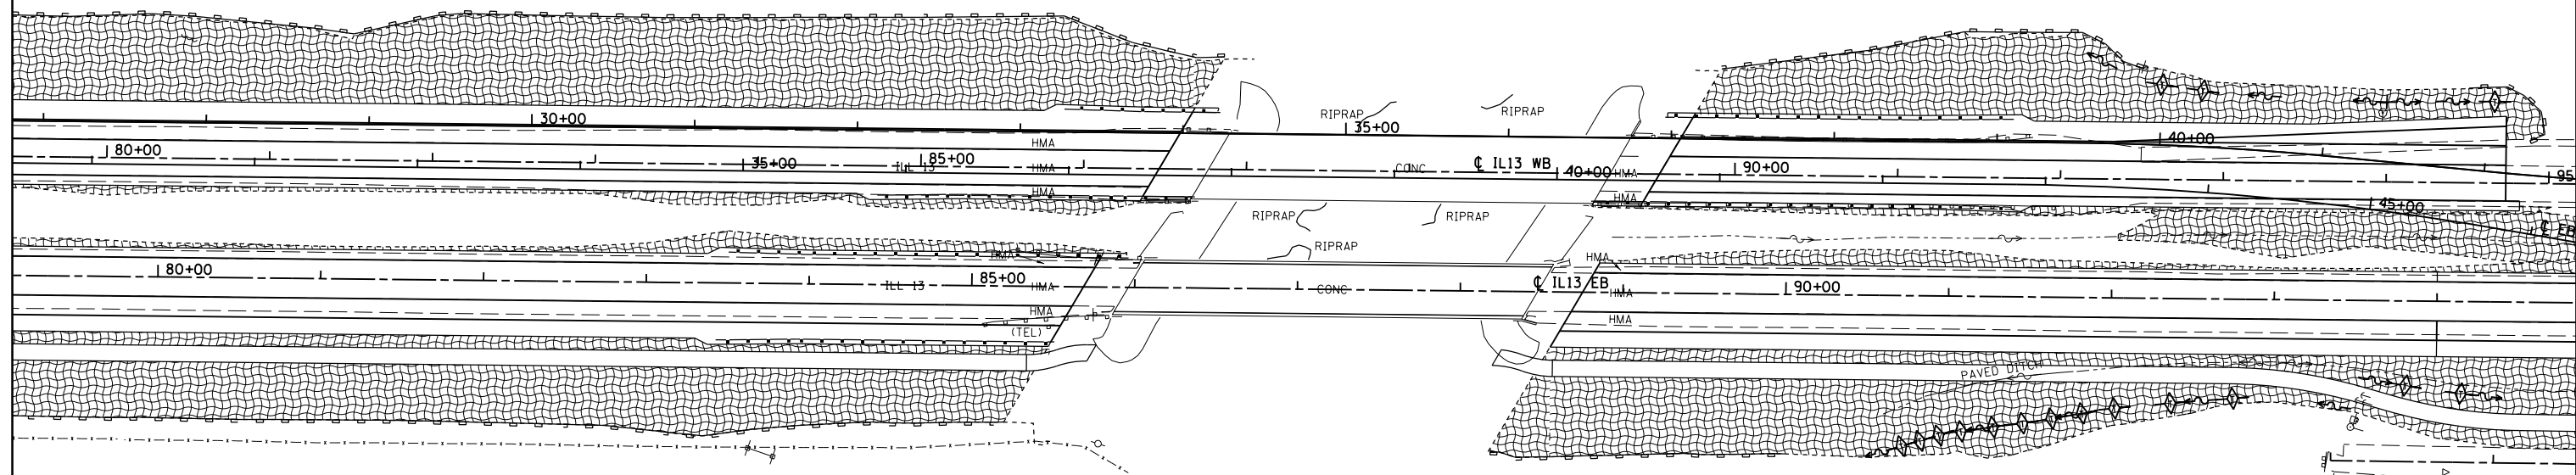 RIPRAP
RIPRAP
30+00
35+00
40+00
HMA
80+00
35+00
ILL 13
85+00
HMA
CONC
℄ IL13 WB
40+00
HMA
90+00
95
HMA
HMA
45+00
RIPRAP
RIPRAP
℄ EB
RIPRAP
HMA
HMA
80+00
ILL 13
85+00
HMA
CONC
℄ IL13 EB
HMA
90+00
HMA
(TEL)
HMA
PAVED DITCH